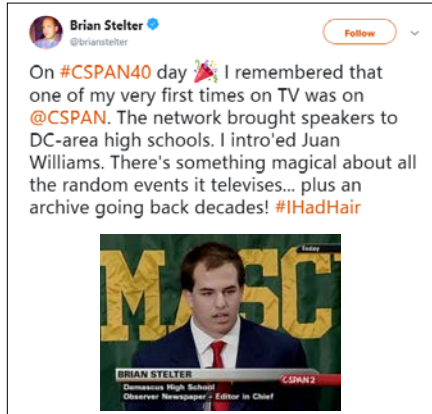 Brian Stelter
@brianstelter
Follow
On #CSPAN40 day 🎉 I remembered that
one of my very first times on TV was on
@CSPAN. The network brought speakers to
DC-area high schools. I intro'ed Juan
Williams. There's something magical about all
the random events it televises... plus an
archive going back decades! #IHadHair
Today
MASC
BRIAN STELTER
Damascus High School
Observer Newspaper - Editor in Chief
C-SPAN 2